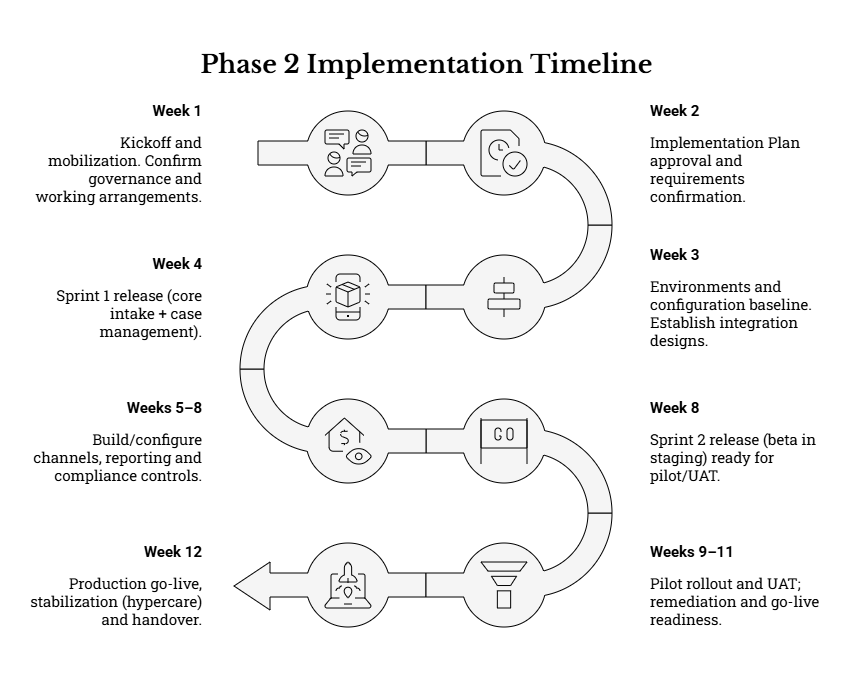 Phase 2 Implementation Timeline
Week 1
Kickoff and
mobilization. Confirm
governance and
working arrangements.
Week 2
Implementation Plan
approval and
requirements
confirmation.
Week 3
Environments and
configuration baseline.
Establish integration
designs.
Week 4
Sprint 1 release (core
intake + case
management).
Weeks 5–8
Build/configure
channels, reporting and
compliance controls.
$
Week 8
GO
Sprint 2 release (beta in
staging) ready for
pilot/UAT.
Weeks 9–11
Pilot rollout and UAT;
remediation and go-live
readiness.
Week 12
Production go-live,
stabilization (hypercare)
and handover.